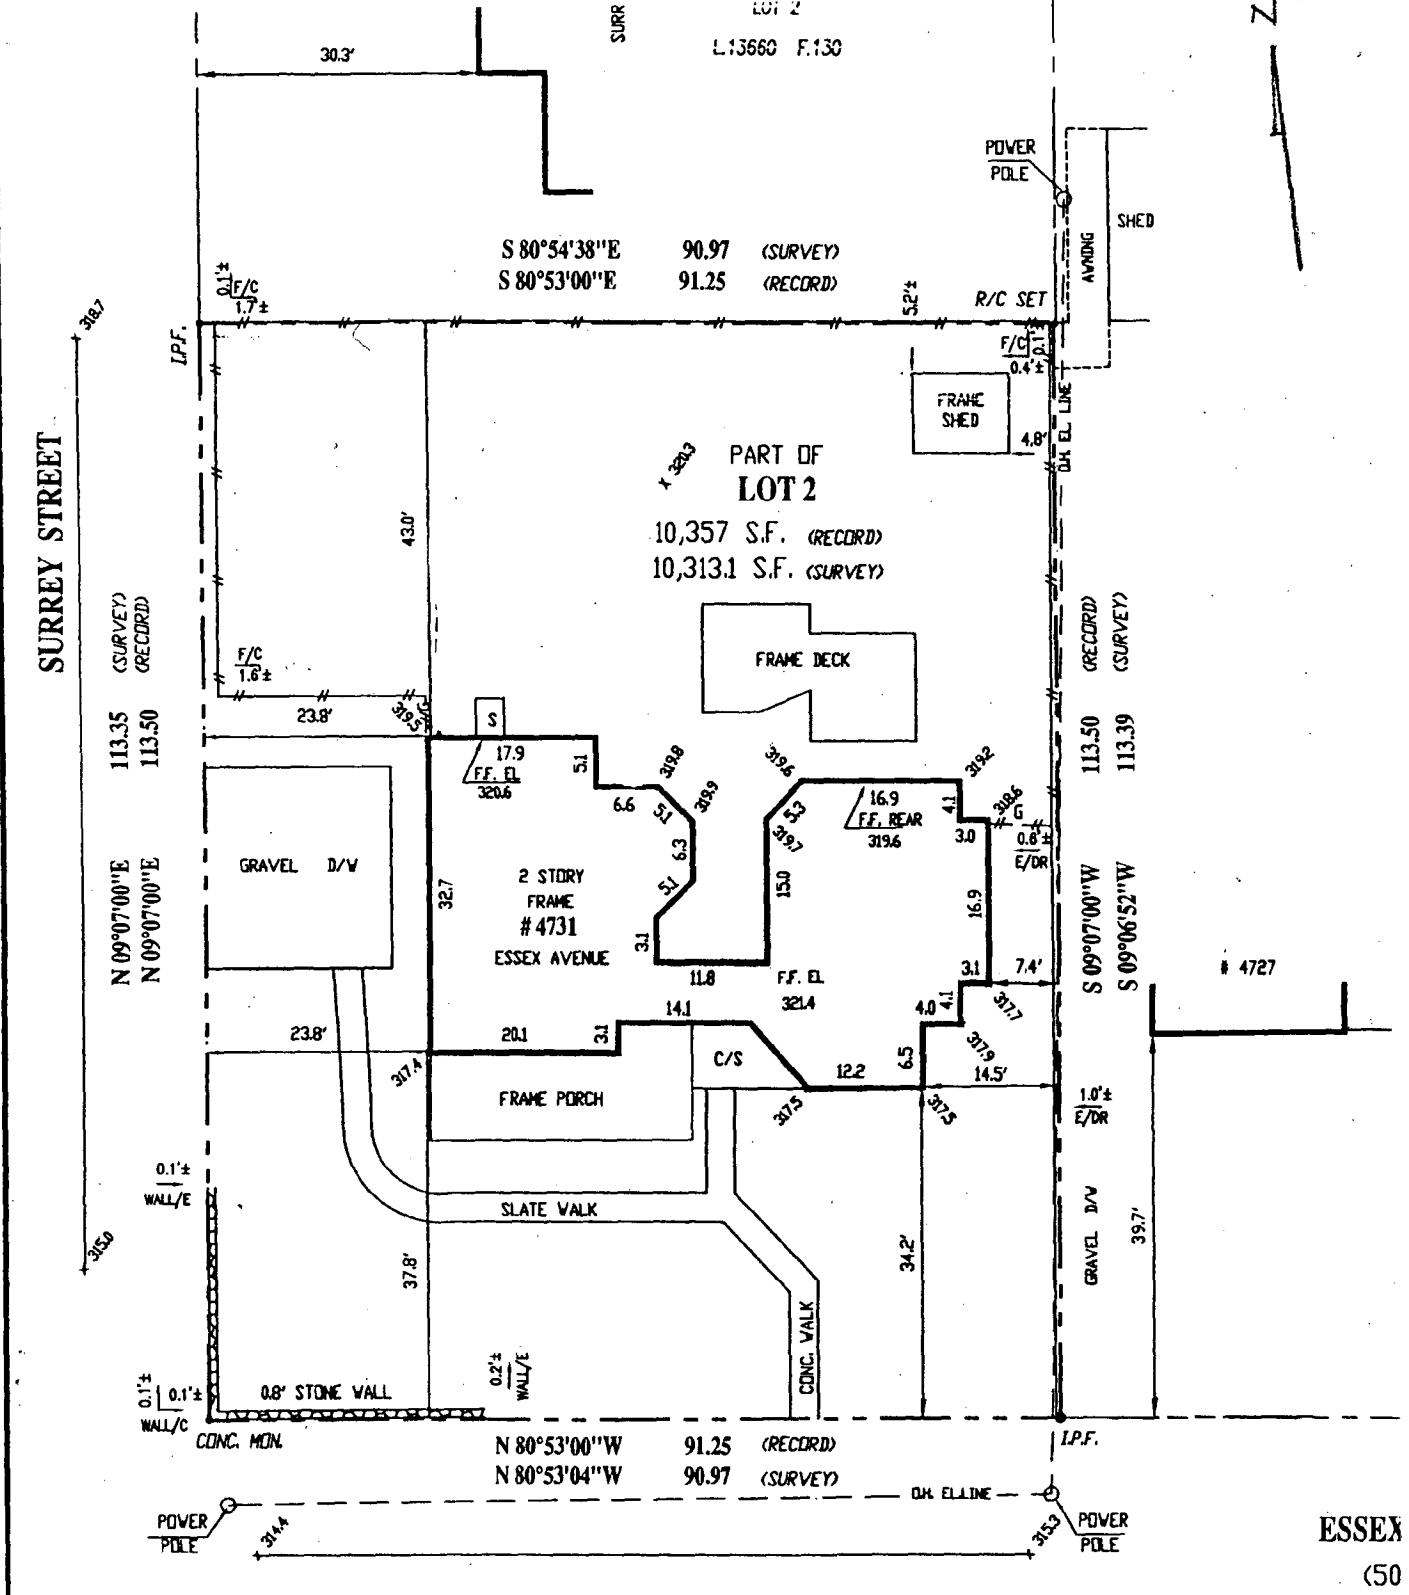 SURR
LOT 2
L.13660 F.130
Z
30.3'
POWER
POLE
SHED
AWNING
S 80°54'38"E 90.97 (SURVEY)
S 80°53'00"E 91.25 (RECORD)
0.1'±
F/C
1.7'±
5.2'±
R/C SET
318.7
I.P.F.
F/C
0.1'
0.4'±
FRAME
SHED
4.8'
O.H. EL LINE
X 320.3
PART OF
LOT 2
10,357 S.F. (RECORD)
10,313.1 S.F. (SURVEY)
43.0'
SURREY STREET
N 09°07'00"E 113.35 (SURVEY)
N 09°07'00"E 113.50 (RECORD)
S 09°07'00"W 113.50 (RECORD)
S 09°06'52"W 113.39 (SURVEY)
F/C
1.6'±
FRAME DECK
23.8'
319.5
S
17.9
5.1
F.F. EL
320.6
6.6
5.1
319.8
319.9
6.3
5.1
3.1
319.6
5.3
319.7
16.9
F.F. REAR
319.6
319.2
4.1
3.0
318.6
G
0.6'±
E/DR
GRAVEL D/W
32.7
2 STORY
FRAME
# 4731
ESSEX AVENUE
15.0
16.9
11.8
F.F. EL
321.4
3.1
7.4'
4.1
4.0
317.7
# 4727
23.8'
20.1
3.1
14.1
C/S
12.2
6.5
317.9
14.5'
317.4
FRAME PORCH
317.5
317.5
1.0'±
E/DR
0.1'±
WALL/E
SLATE WALK
315.0
37.8'
34.2'
GRAVEL D/W
39.7'
CONC. WALK
0.2'±
WALL/E
0.1'±
0.1'±
WALL/C
0.8' STONE WALL
CONC. MON.
I.P.F.
N 80°53'00"W 91.25 (RECORD)
N 80°53'04"W 90.97 (SURVEY)
O.H. EL.LINE
POWER
POLE
314.4
315.3
POWER
POLE
ESSEX
(50